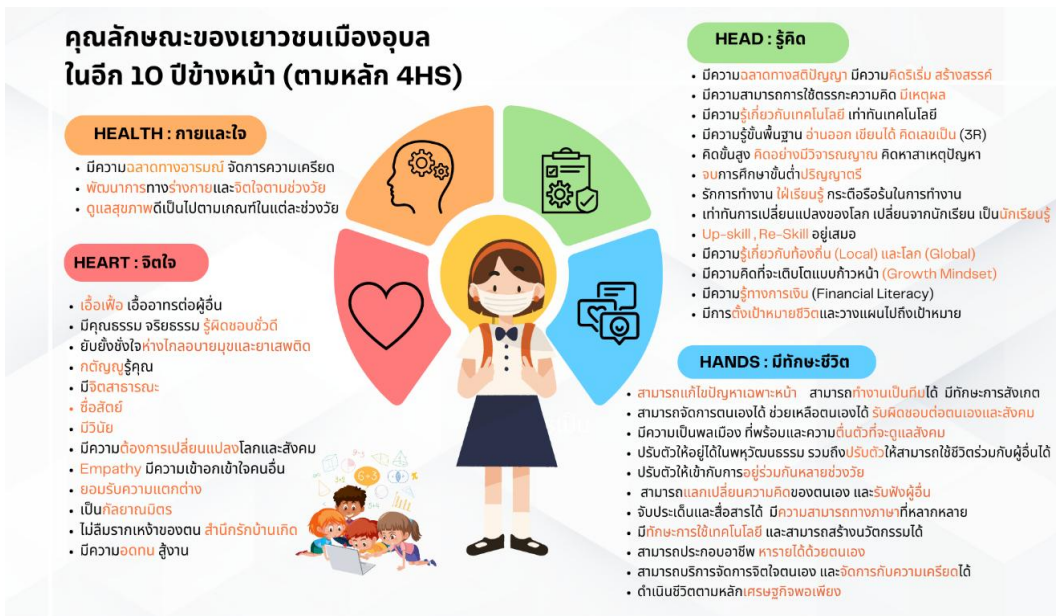 คุณลักษณะของเยาวชนเมืองอุบล
ในอีก 10 ปีข้างหน้า (ตามหลัก 4HS)
HEALTH : กายและใจ
• มีความฉลาดทางอารมณ์ จัดการความเครียด
• พัฒนาการทางร่างกายและจิตใจตามช่วงวัย
• ดูแลสุขภาพดีเป็นไปตามเกณฑ์ในแต่ละช่วงวัย
HEART : จิตใจ
• เอื้อเฟื้อ เอื้ออาทรต่อผู้อื่น
• มีคุณธรรม จริยธรรม รู้ผิดชอบชั่วดี
• ยับยั้งชั่งใจห่างไกลอบายมุขและยาเสพติด
• กตัญญูรู้คุณ
• มีจิตสาธารณะ
• ซื่อสัตย์
• มีวินัย
• มีความต้องการเปลี่ยนแปลงโลกและสังคม
• Empathy มีความเข้าอกเข้าใจคนอื่น
• ยอมรับความแตกต่าง
• เป็นกัลยาณมิตร
• ไม่ลืมรากเหง้าของตน สำนึกรักบ้านเกิด
• มีความอดทน สู้งาน
HEAD : รู้คิด
• มีความฉลาดทางสติปัญญา มีความคิดริเริ่ม สร้างสรรค์
• มีความสามารถการใช้ตรรกะความคิด มีเหตุผล
• มีความรู้เกี่ยวกับเทคโนโลยี เท่าทันเทคโนโลยี
• มีความรู้ขั้นพื้นฐาน อ่านออก เขียนได้ คิดเลขเป็น (3R)
• คิดขั้นสูง คิดอย่างมีวิจารณญาณ คิดหาสาเหตุปัญหา
• จบการศึกษาขั้นต่ำปริญญาตรี
• รักการทำงาน ใฝ่เรียนรู้ กระตือรือร้นในการทำงาน
• เท่าทันการเปลี่ยนแปลงของโลก เปลี่ยนจากนักเรียน เป็นนักเรียนรู้
• Up-skill , Re-Skill อยู่เสมอ
• มีความรู้เกี่ยวกับท้องถิ่น (Local) และโลก (Global)
• มีความคิดที่จะเติบโตแบบก้าวหน้า (Growth Mindset)
• มีความรู้ทางการเงิน (Financial Literacy)
• มีการตั้งเป้าหมายชีวิตและวางแผนไปถึงเป้าหมาย
HANDS : มีทักษะชีวิต
• สามารถแก้ไขปัญหาเฉพาะหน้า สามารถทำงานเป็นทีมได้ มีทักษะการสังเกต
• สามารถจัดการตนเองได้ ช่วยเหลือตนเองได้ รับผิดชอบต่อตนเองและสังคม
• มีความเป็นพลเมือง ที่พร้อมและความตื่นตัวที่จะดูแลสังคม
• ปรับตัวให้อยู่ได้ในพหุวัฒนธรรม รวมถึงปรับตัวให้สามารถใช้ชีวิตร่วมกับผู้อื่นได้
• ปรับตัวให้เข้ากับการอยู่ร่วมกันหลายช่วงวัย
• สามารถแลกเปลี่ยนความคิดของตนเอง และรับฟังผู้อื่น
• จับประเด็นและสื่อสารได้ มีความสามารถทางภาษาที่หลากหลาย
• มีทักษะการใช้เทคโนโลยี และสามารถสร้างนวัตกรรมได้
• สามารถประกอบอาชีพ หารายได้ด้วยตนเอง
• สามารถบริการจัดการจิตใจตนเอง และจัดการกับความเครียดได้
• ดำเนินชีวิตตามหลักเศรษฐกิจพอเพียง